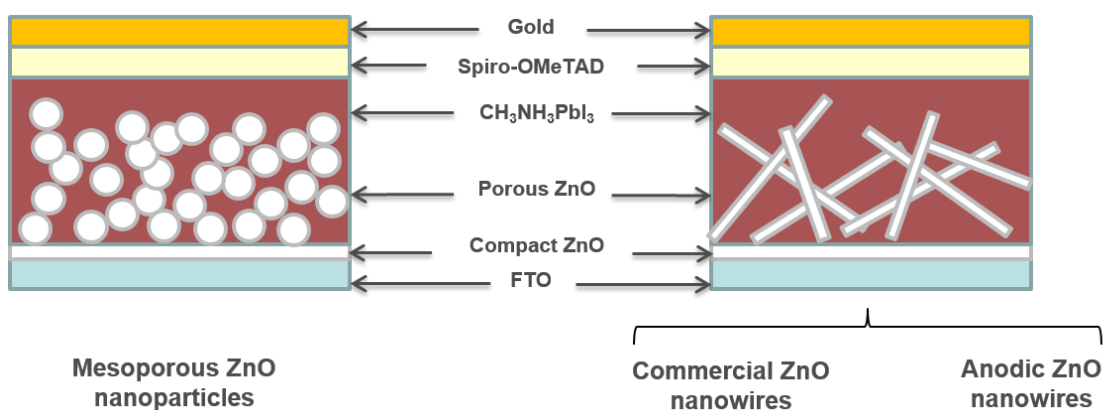 Gold
Spiro-OMeTAD
CH₃NH₃PbI₃
Porous ZnO
Compact ZnO
FTO
Mesoporous ZnO
nanoparticles
Commercial ZnO
nanowires
Anodic ZnO
nanowires